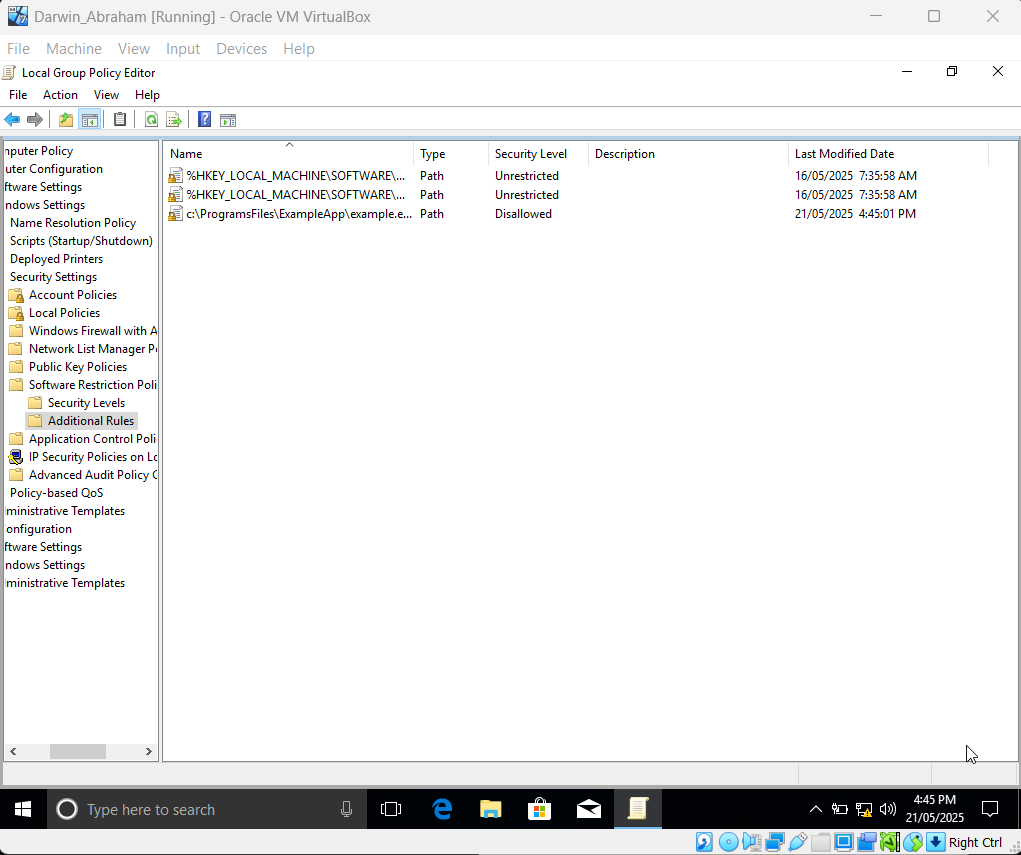 Darwin_Abraham [Running] - Oracle VM VirtualBox
File Machine View Input Devices Help
Local Group Policy Editor
File Action View Help
nputer Policy
uter Configuration
ftware Settings
ndows Settings
Name Resolution Policy
Scripts (Startup/Shutdown)
Deployed Printers
Security Settings
Account Policies
Local Policies
Windows Firewall with A
Network List Manager P
Public Key Policies
Software Restriction Poli
Security Levels
Additional Rules
Application Control Poli
IP Security Policies on Lo
Advanced Audit Policy C
Policy-based QoS
ministrative Templates
onfiguration
ftware Settings
ndows Settings
ministrative Templates
Name Type Security Level Description Last Modified Date
%HKEY_LOCAL_MACHINE\SOFTWARE\... Path Unrestricted 16/05/2025 7:35:58 AM
%HKEY_LOCAL_MACHINE\SOFTWARE\... Path Unrestricted 16/05/2025 7:35:58 AM
c:\ProgramsFiles\ExampleApp\example.e... Path Disallowed 21/05/2025 4:45:01 PM
Type here to search
4:45 PM
21/05/2025
Right Ctrl